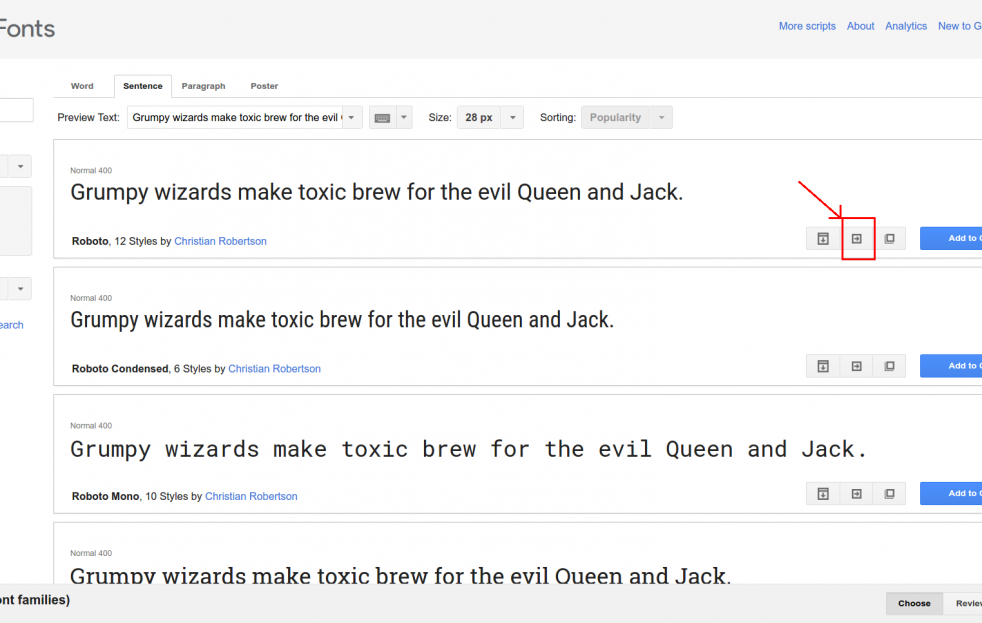 Fonts
More scripts About Analytics New to G
Word Sentence Paragraph Poster
Preview Text: Grumpy wizards make toxic brew for the evil Size: 28 px Sorting: Popularity
Normal 400
Grumpy wizards make toxic brew for the evil Queen and Jack.
Roboto, 12 Styles by Christian Robertson
Add to C
Normal 400
Grumpy wizards make toxic brew for the evil Queen and Jack.
earch
Roboto Condensed, 6 Styles by Christian Robertson
Add to C
Normal 400
Grumpy wizards make toxic brew for the evil Queen and Jack.
Roboto Mono, 10 Styles by Christian Robertson
Add to C
Normal 400
Grumpy wizards make toxic brew for the evil Queen and Jack.
ont families)
Choose Review